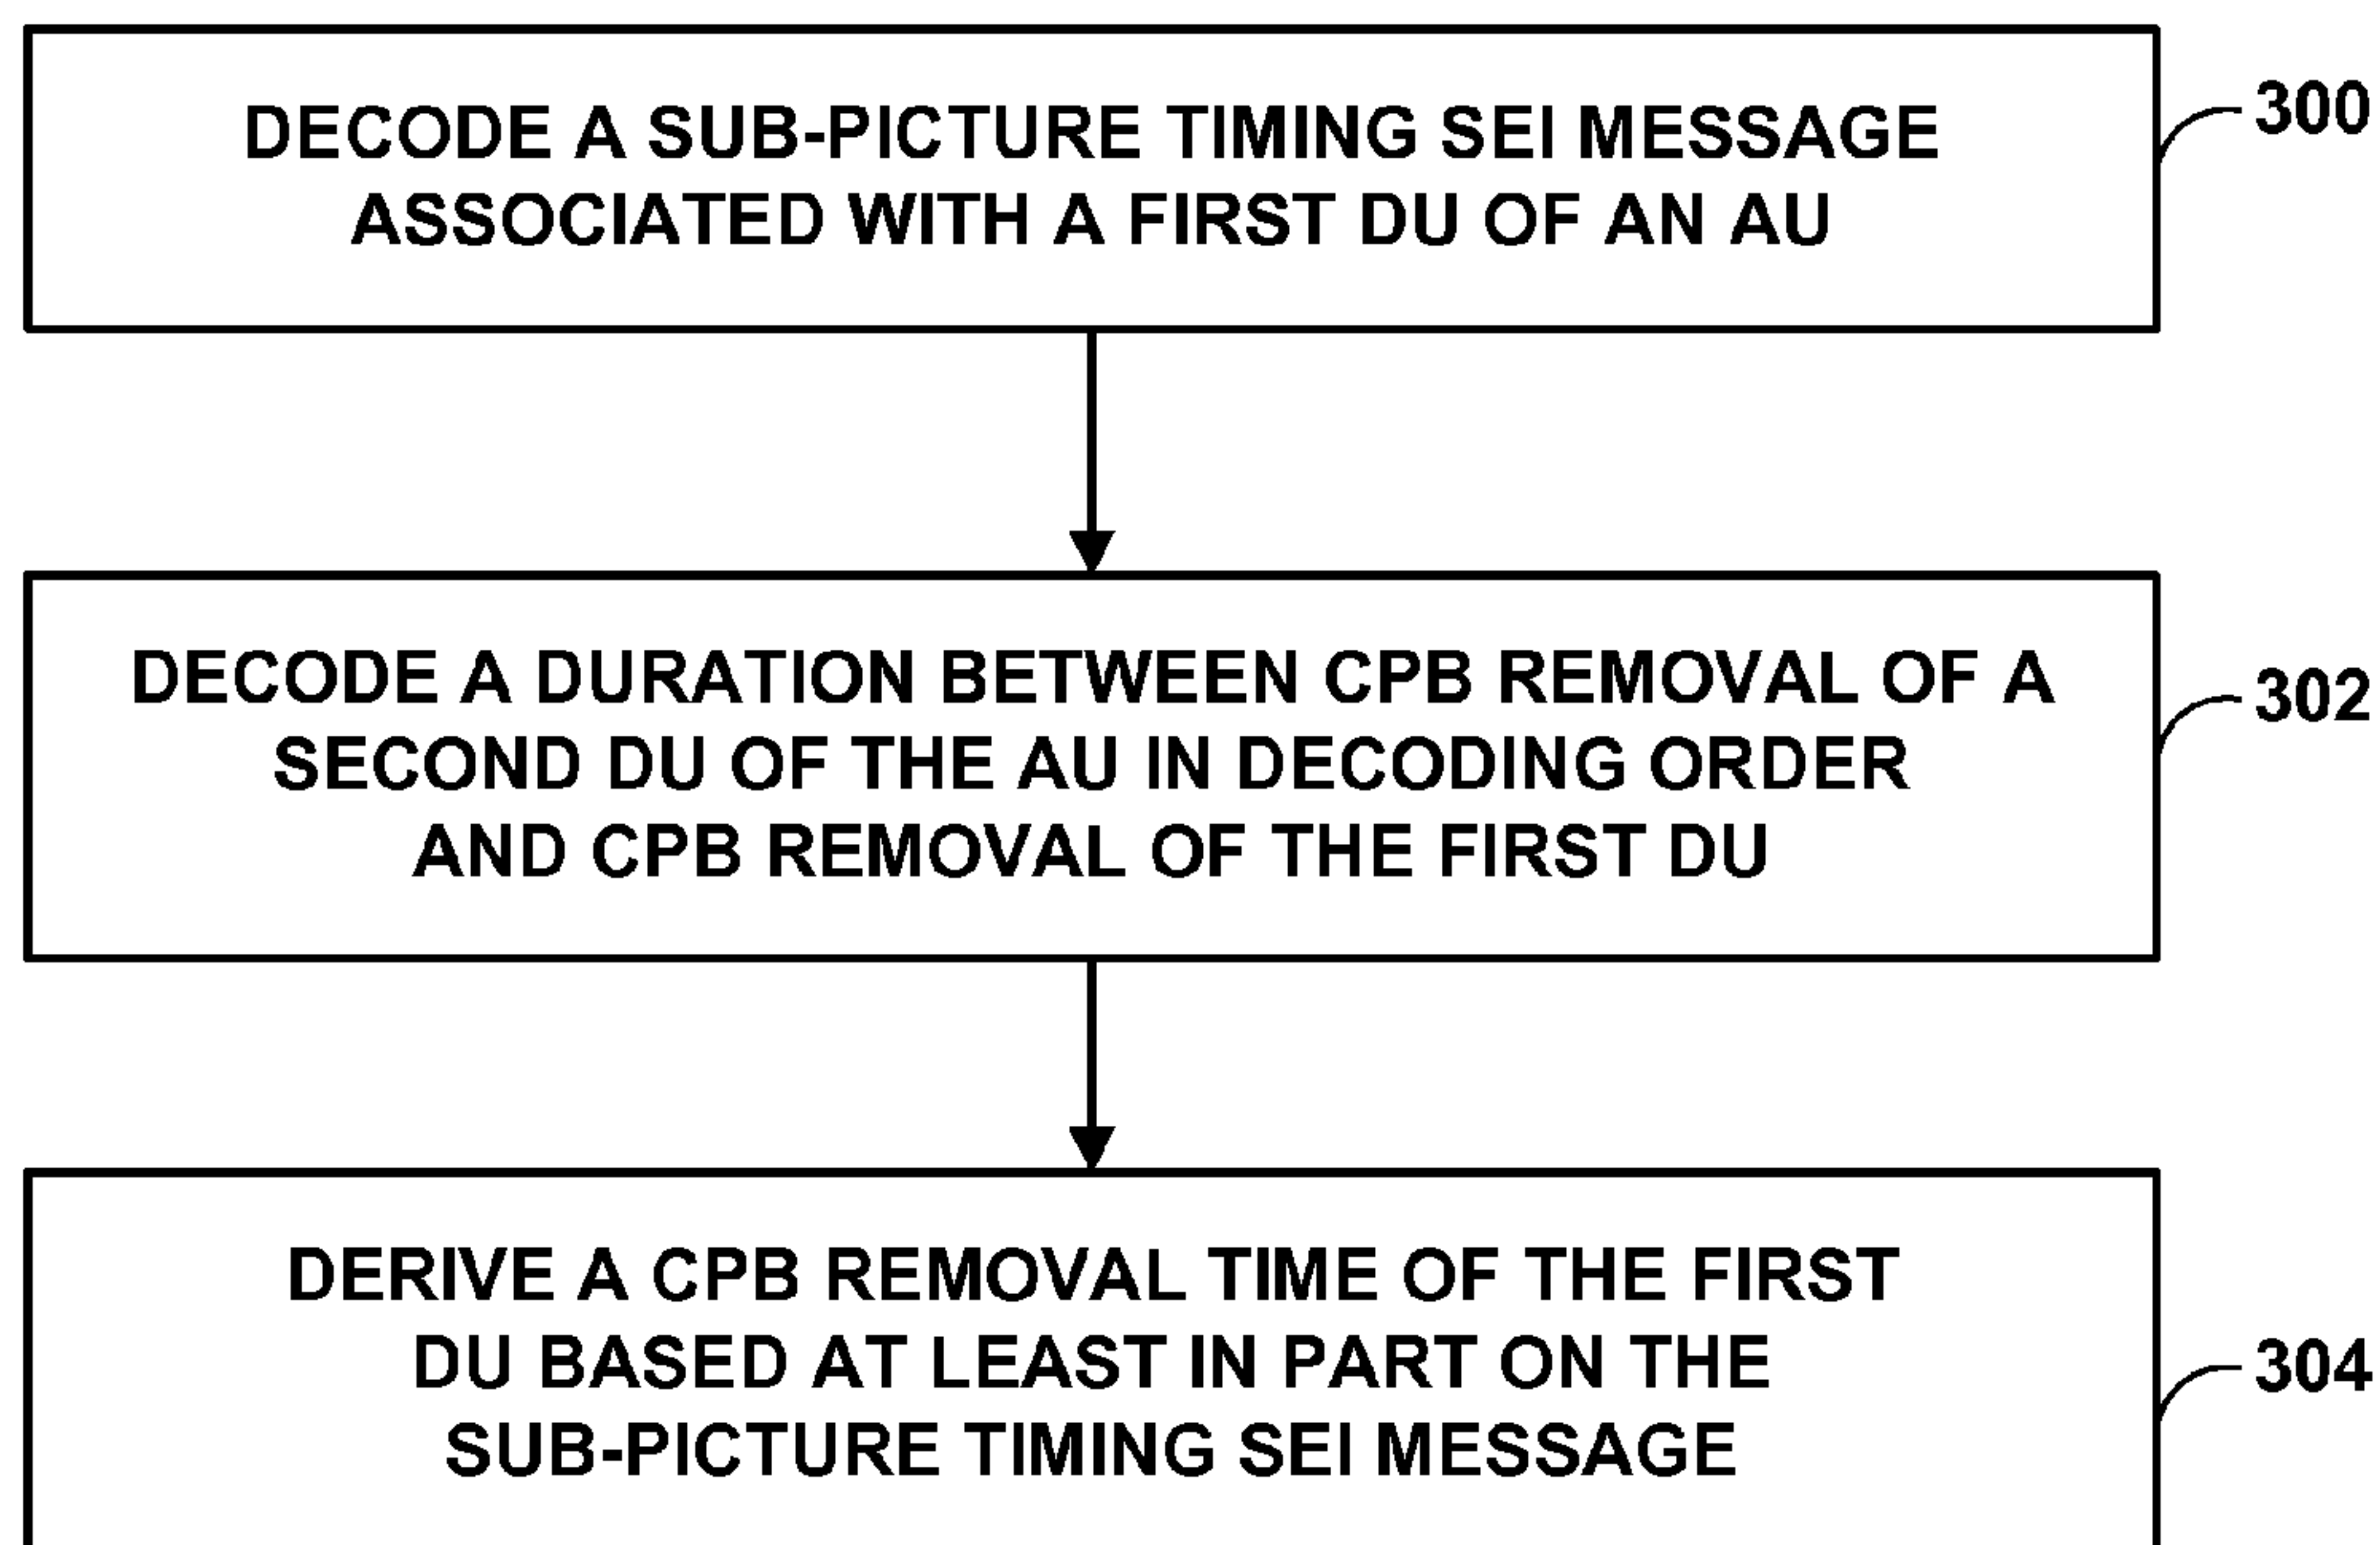 DECODE A SUB-PICTURE TIMING SEI MESSAGE
ASSOCIATED WITH A FIRST DU OF AN AU
300
DECODE A DURATION BETWEEN CPB REMOVAL OF A
SECOND DU OF THE AU IN DECODING ORDER
AND CPB REMOVAL OF THE FIRST DU
302
DERIVE A CPB REMOVAL TIME OF THE FIRST
DU BASED AT LEAST IN PART ON THE
SUB-PICTURE TIMING SEI MESSAGE
304